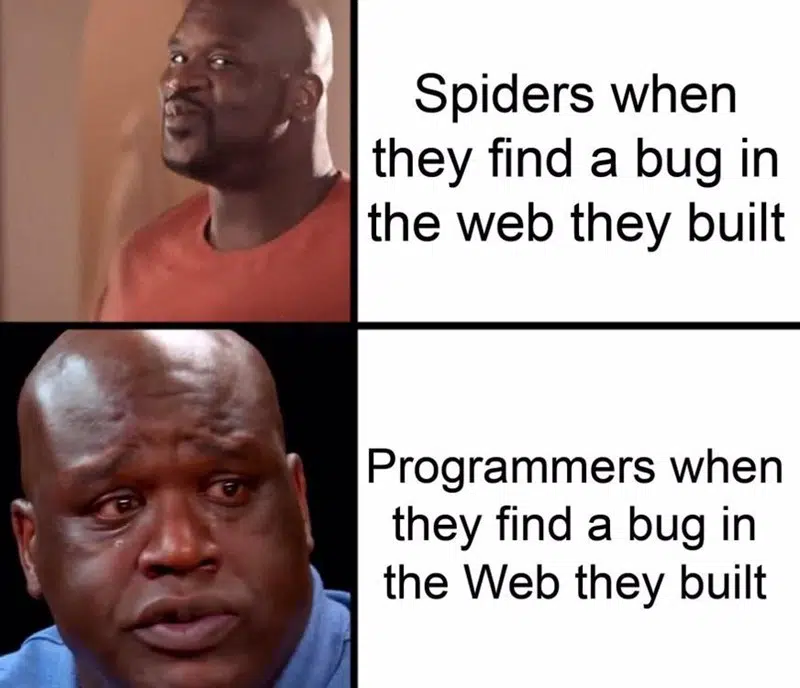 Spiders when
they find a bug in
the web they built
Programmers when
they find a bug in
the Web they built